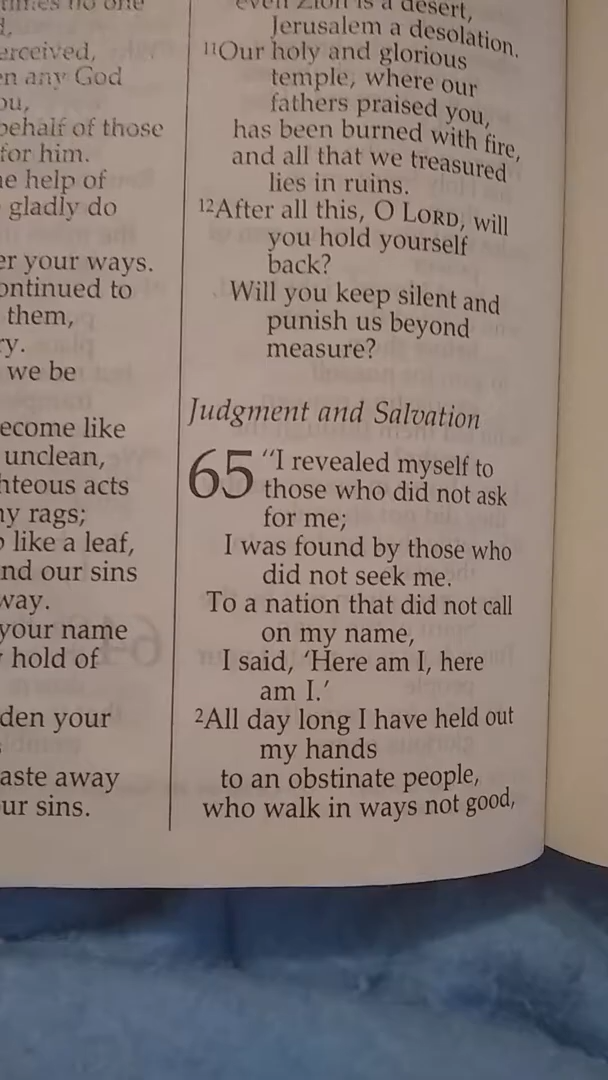 times no one
d,
erceived,
en any God
ou,
behalf of those
for him.
he help of
gladly do
er your ways.
ontinued to
them,
ry.
we be
ecome like
unclean,
hteous acts
hy rags;
like a leaf,
nd our sins
way.
your name
hold of
den your
aste away
ur sins.
even Zion is a desert,
Jerusalem a desolation.
11Our holy and glorious
temple, where our
fathers praised you,
has been burned with fire,
and all that we treasured
lies in ruins.
12After all this, O LORD, will
you hold yourself
back?
Will you keep silent and
punish us beyond
measure?
Judgment and Salvation
65 "I revealed myself to
those who did not ask
for me;
I was found by those who
did not seek me.
To a nation that did not call
on my name,
I said, 'Here am I, here
am I.'
2All day long I have held out
my hands
to an obstinate people,
who walk in ways not good,